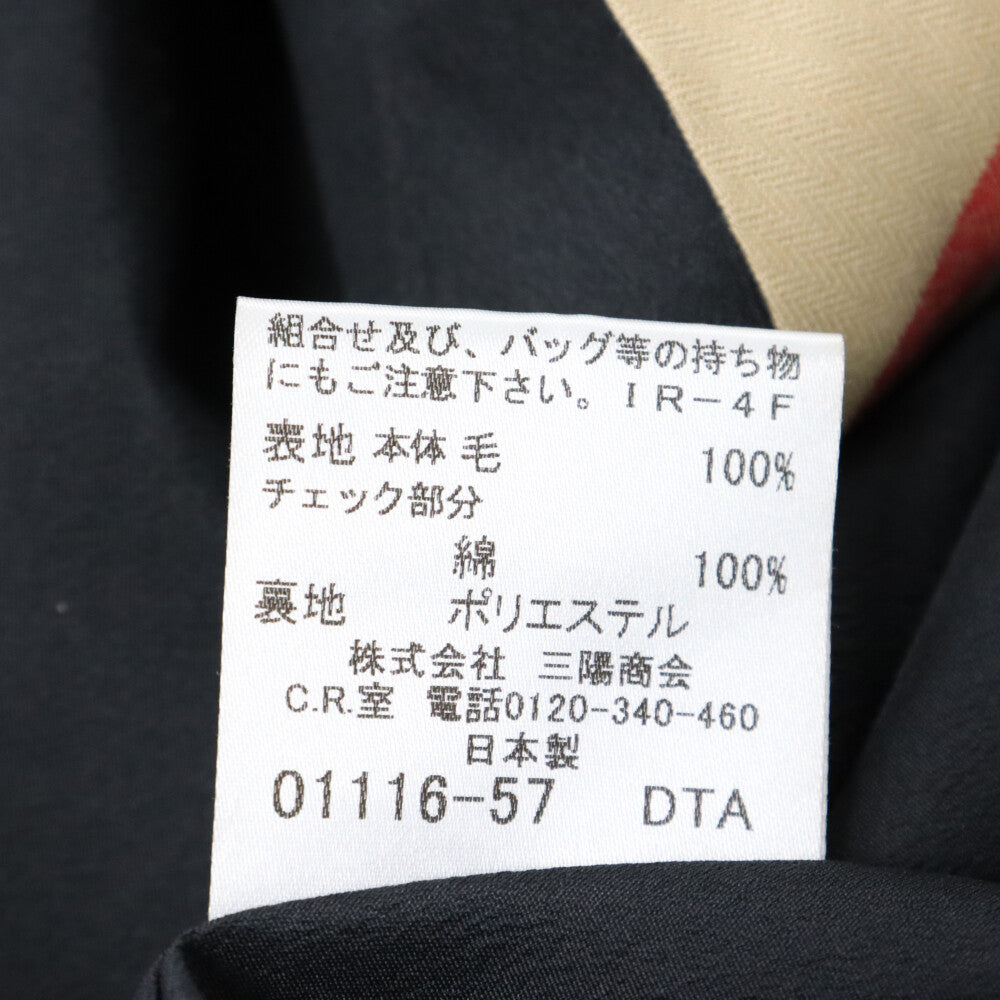 組合せ及び、バッグ等の持ち物
にもご注意下さい。IR-4F
表地 本体 毛 100%
チェック部分
綿 100%
裏地 ポリエステル
株式会社 三陽商会
C.R.室 電話0120-340-460
日本製
01116-57 DTA